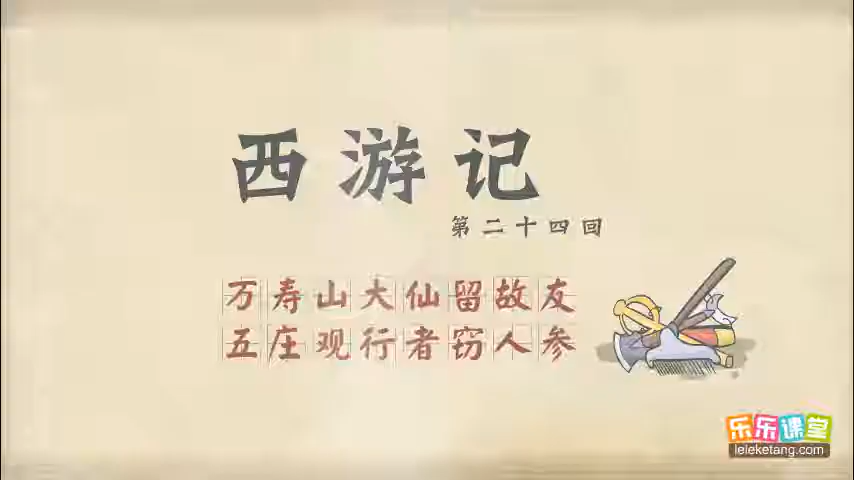 西游记
第二十四回
万寿山大仙留故友
五庄观行者窃人参
乐乐课堂
leleketang.com